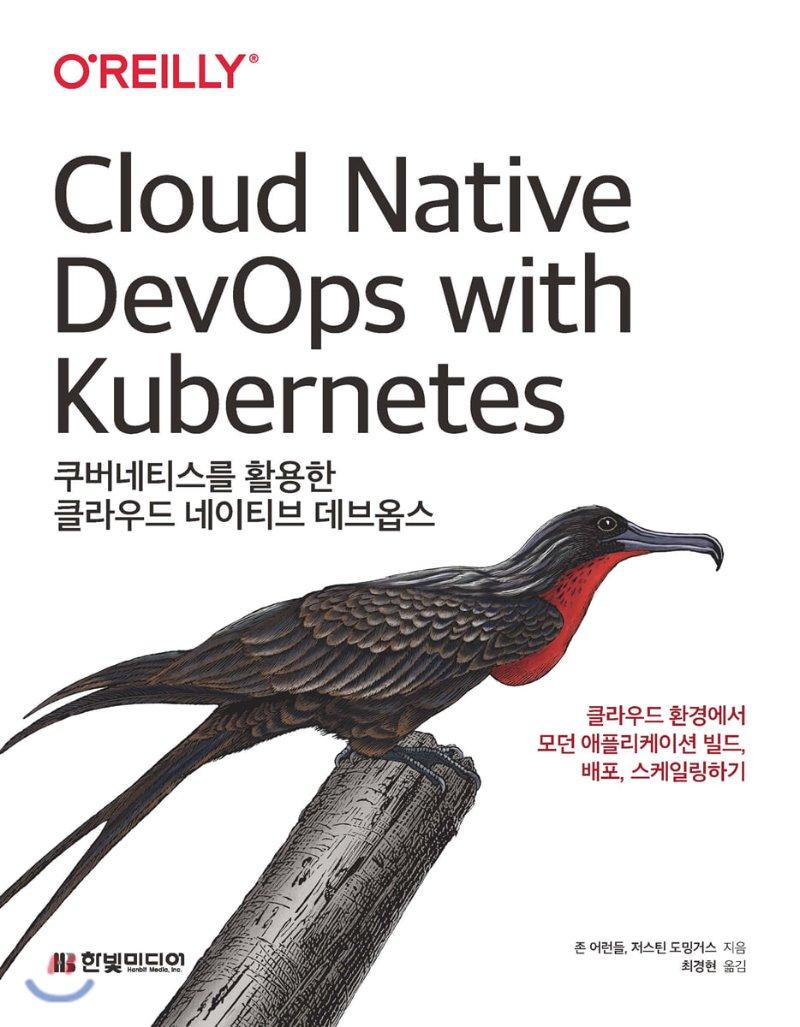 O'REILLY®
Cloud Native
DevOps with
Kubernetes
쿠버네티스를 활용한
클라우드 네이티브 데브옵스
클라우드 환경에서
모던 애플리케이션 빌드,
배포, 스케일링하기
존 어런들, 저스틴 도밍거스 지음
최경현 옮김
한빛미디어
Hanbit Media, Inc.